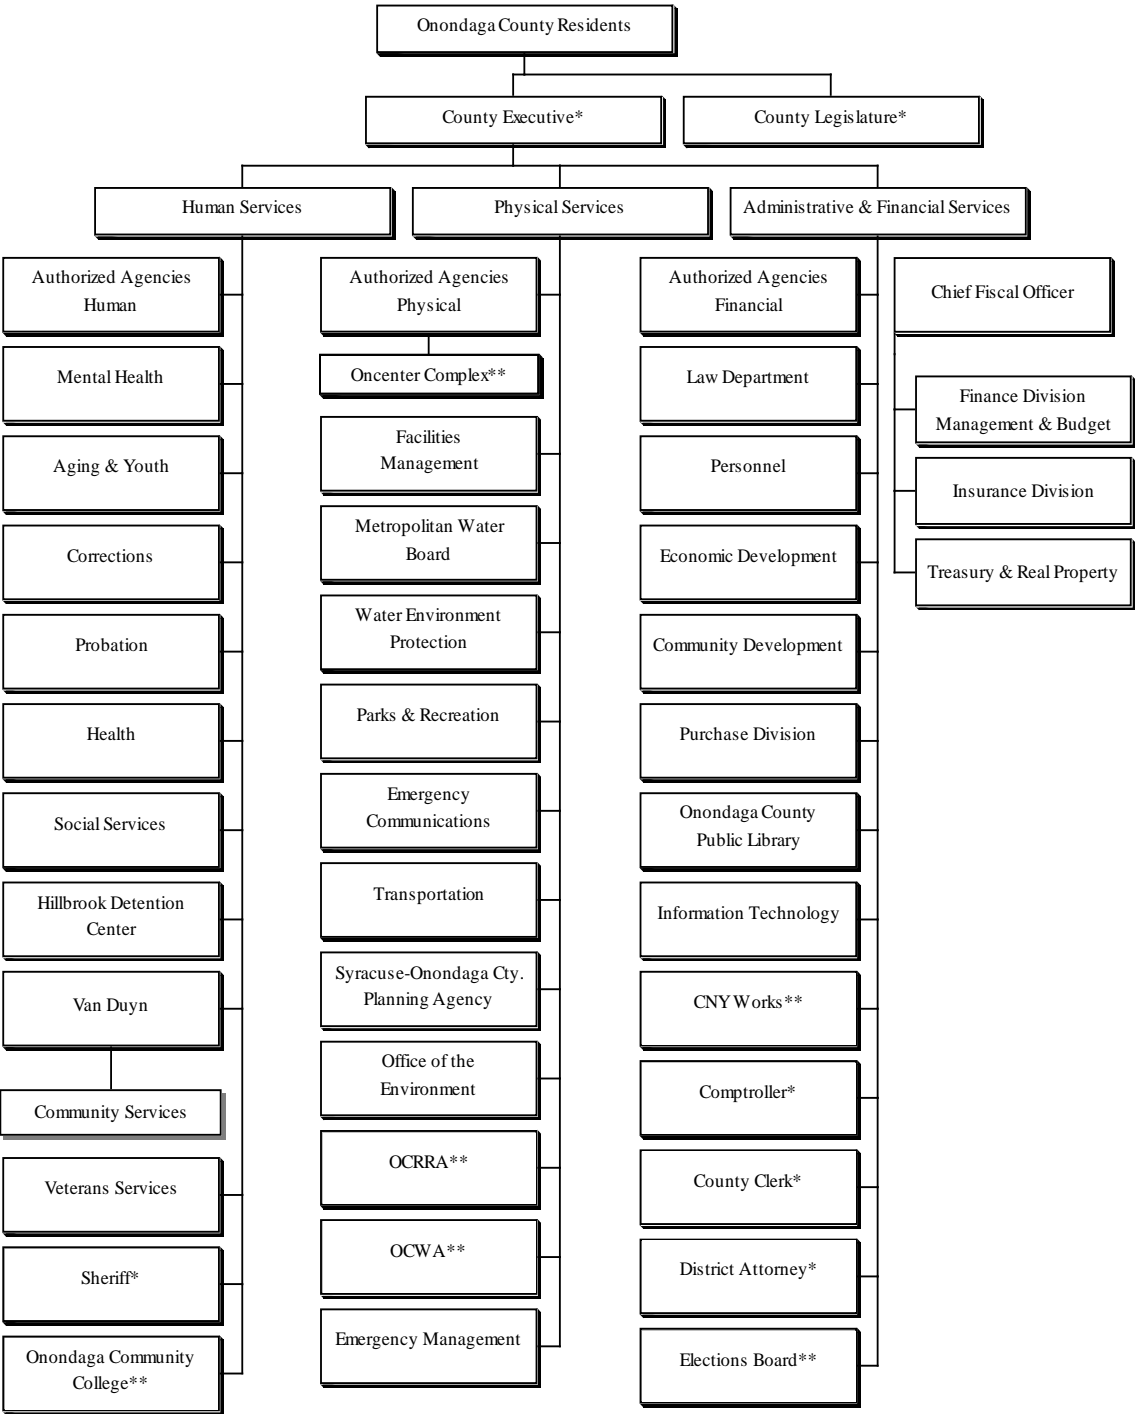 Onondaga County Residents
County Executive*
County Legislature*
Human Services
Physical Services
Administrative & Financial Services
Authorized Agencies
Human
Mental Health
Aging & Youth
Corrections
Probation
Health
Social Services
Hillbrook Detention
Center
Van Duyn
Community Services
Veterans Services
Sheriff*
Onondaga Community
College**
Authorized Agencies
Physical
Oncenter Complex**
Facilities
Management
Metropolitan Water
Board
Water Environment
Protection
Parks & Recreation
Emergency
Communications
Transportation
Syracuse-Onondaga Cty.
Planning Agency
Office of the
Environment
OCRRA**
OCWA**
Emergency Management
Authorized Agencies
Financial
Law Department
Personnel
Economic Development
Community Development
Purchase Division
Onondaga County
Public Library
Information Technology
CNY Works**
Comptroller*
County Clerk*
District Attorney*
Elections Board**
Chief Fiscal Officer
Finance Division
Management & Budget
Insurance Division
Treasury & Real Property